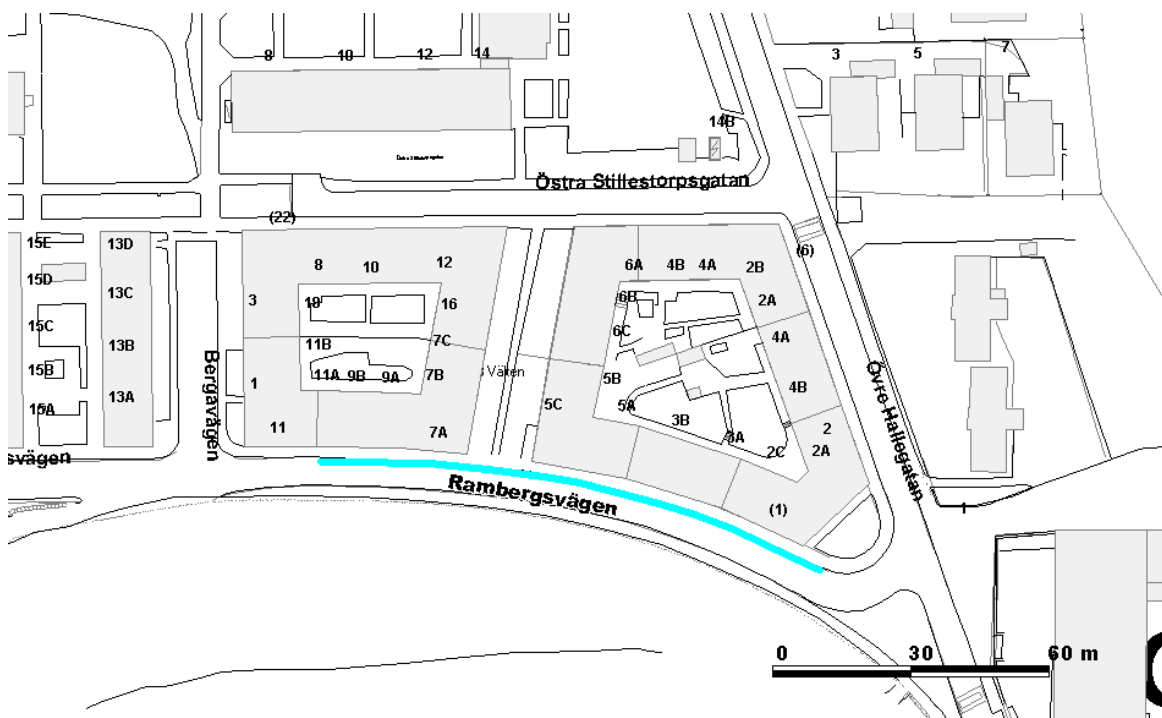 8 10 12 14
3 5 7
14B
Östra Stillestorpsgatan
(22)
(6)
15E 13D
15D
13C
15C
13B
15B
13A
15A
svägen
Bergavägen
8 10 12
3 18 16
11B 7C
1 11A 9B 9A 7B
11 7A
6A 4B 4A 2B
6B 2A
6C 4A
5B 4B
5C 5A 3B 2
3A 2C 2A
(1)
Övre Hallegatan
Rambergsvägen
1
0 30 60 m